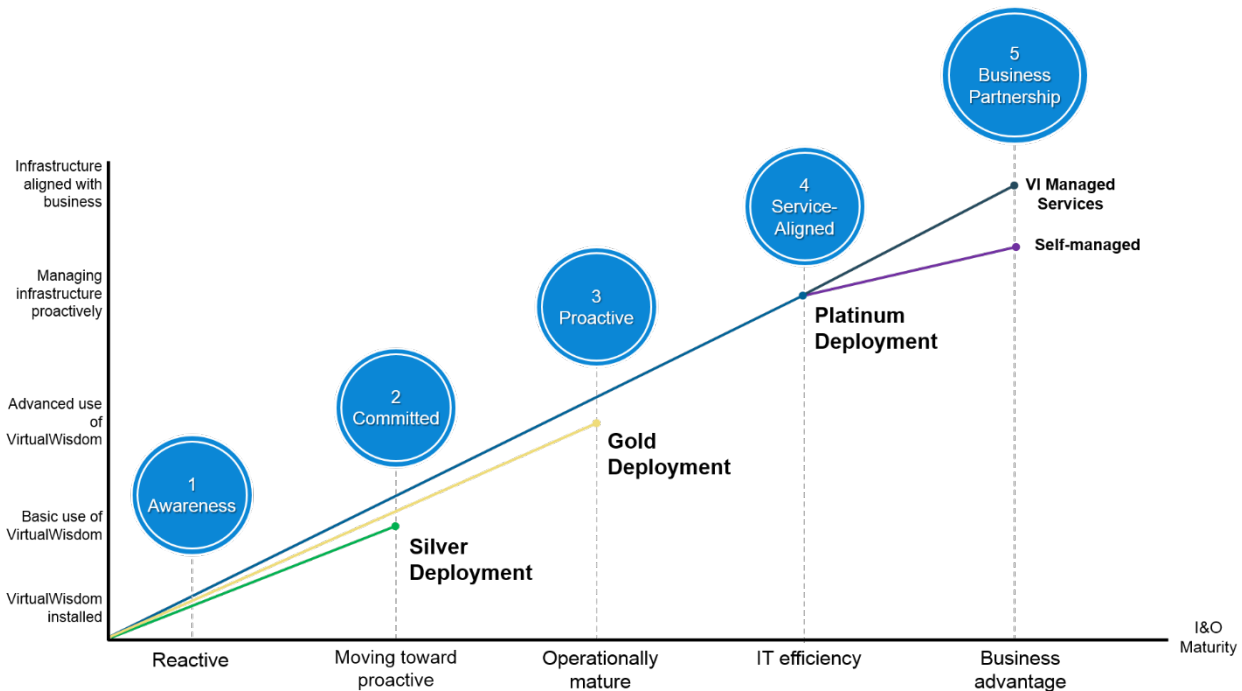 5
Business
Partnership
4
Service-
Aligned
3
Proactive
2
Committed
1
Awareness
Infrastructure
aligned with
business
Managing
infrastructure
proactively
Advanced use
of
VirtualWisdom
Basic use of
VirtualWisdom
VirtualWisdom
installed
VI Managed
Services
Self-managed
Platinum
Deployment
Gold
Deployment
Silver
Deployment
Reactive
Moving toward
proactive
Operationally
mature
IT efficiency
Business
advantage
I&O
Maturity